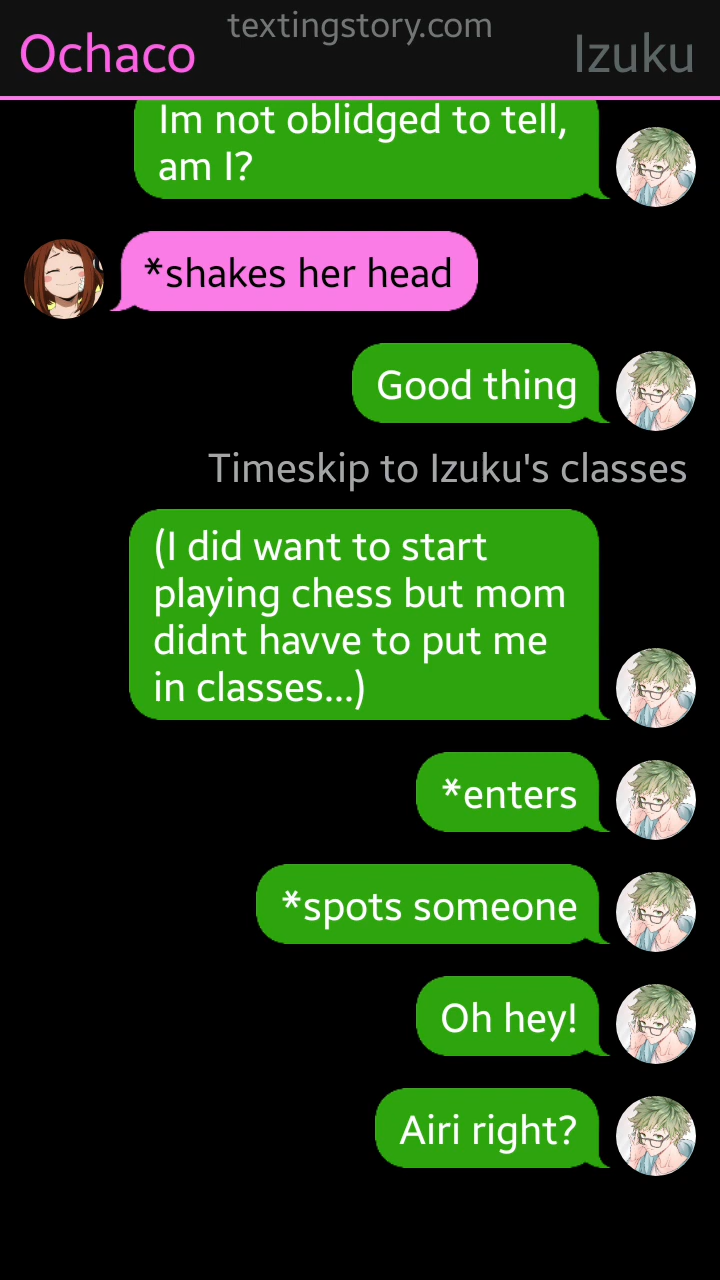 textingstory.com
Ochaco
Izuku
Im not oblidged to tell,
am I?
*shakes her head
Good thing
Timeskip to Izuku's classes
(I did want to start
playing chess but mom
didnt havve to put me
in classes...)
*enters
*spots someone
Oh hey!
Airi right?